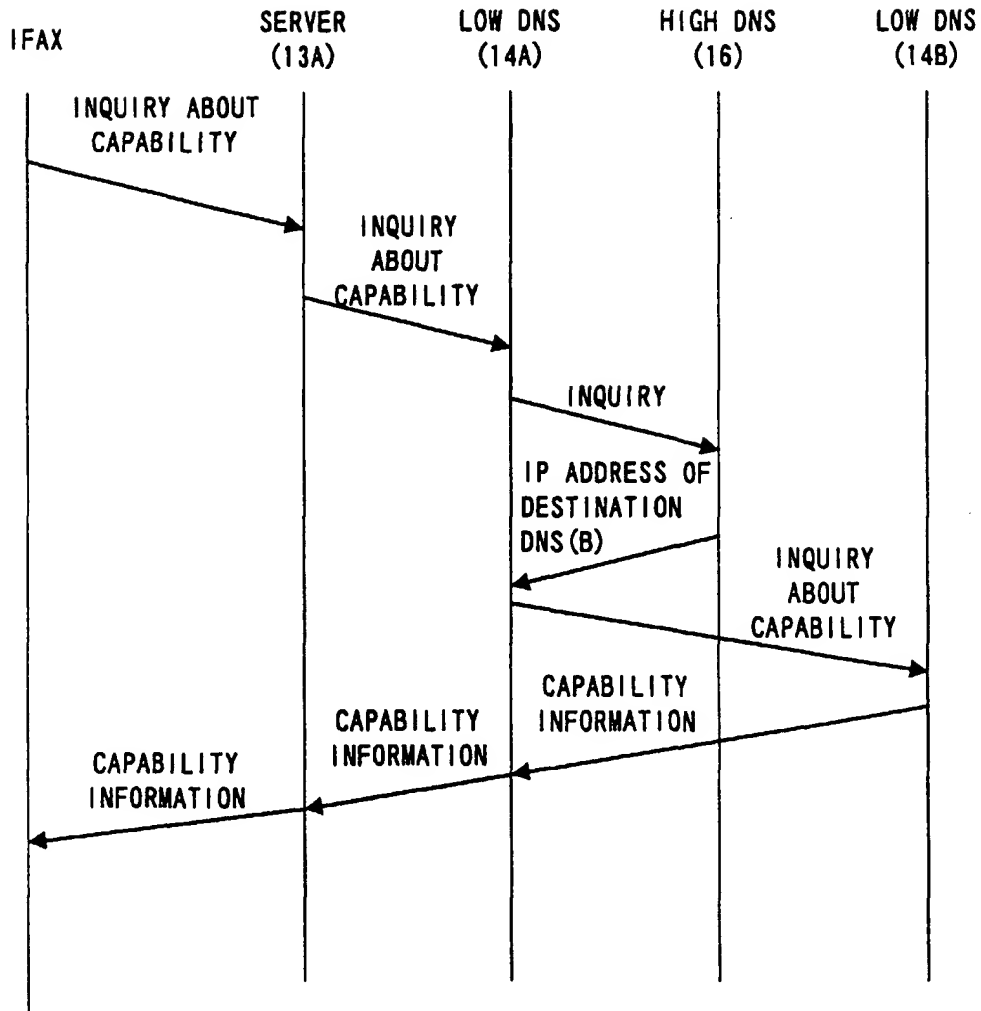 IFAX
SERVER
(13A)
LOW DNS
(14A)
HIGH DNS
(16)
LOW DNS
(14B)
INQUIRY ABOUT
CAPABILITY
INQUIRY
ABOUT
CAPABILITY
INQUIRY
IP ADDRESS OF
DESTINATION
DNS(B)
INQUIRY
ABOUT
CAPABILITY
CAPABILITY
INFORMATION
CAPABILITY
INFORMATION
CAPABILITY
INFORMATION